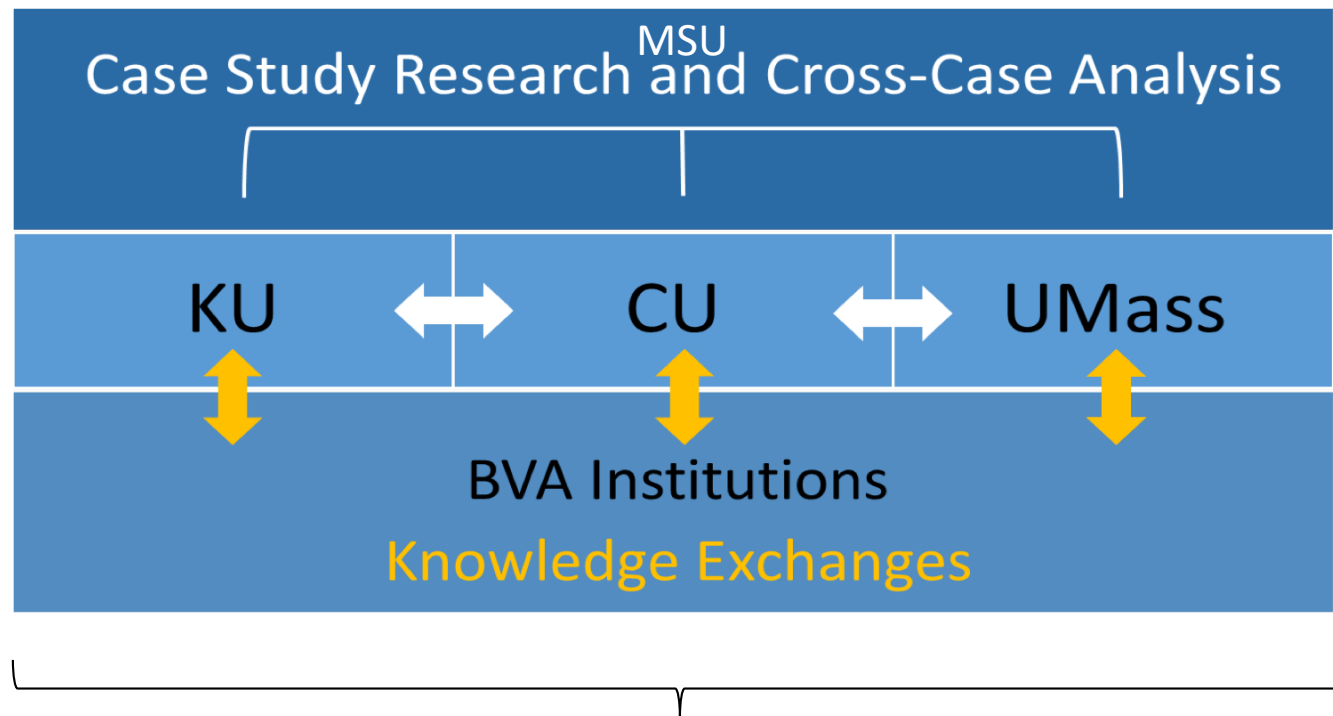 MSU
Case Study Research and Cross-Case Analysis
KU
CU
UMass
BVA Institutions
Knowledge Exchanges